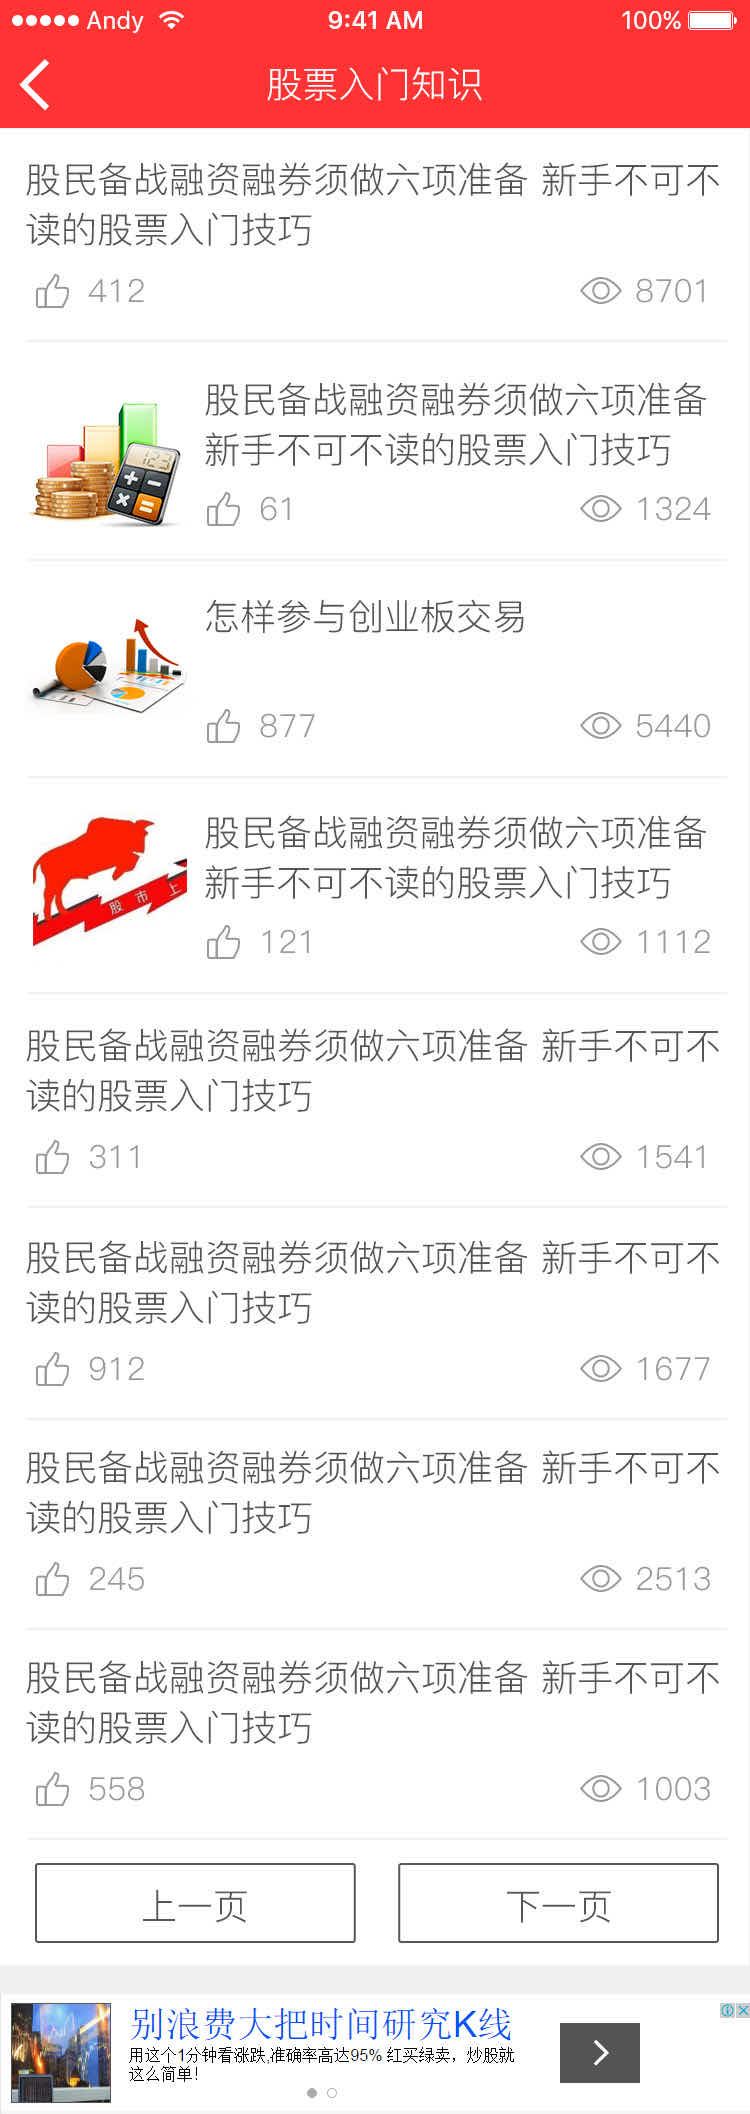 Andy 9:41 AM 100%
股票入门知识
股民备战融资融券须做六项准备 新手不可不
读的股票入门技巧
412 8701
股民备战融资融券须做六项准备
新手不可不读的股票入门技巧
61 1324
怎样参与创业板交易
877 5440
股市上
股民备战融资融券须做六项准备
新手不可不读的股票入门技巧
121 1112
股民备战融资融券须做六项准备 新手不可不
读的股票入门技巧
311 1541
股民备战融资融券须做六项准备 新手不可不
读的股票入门技巧
912 1677
股民备战融资融券须做六项准备 新手不可不
读的股票入门技巧
245 2513
股民备战融资融券须做六项准备 新手不可不
读的股票入门技巧
558 1003
上一页 下一页
别浪费大把时间研究K线
用这个1分钟看涨跌,准确率高达95% 红买绿卖，炒股就
这么简单!